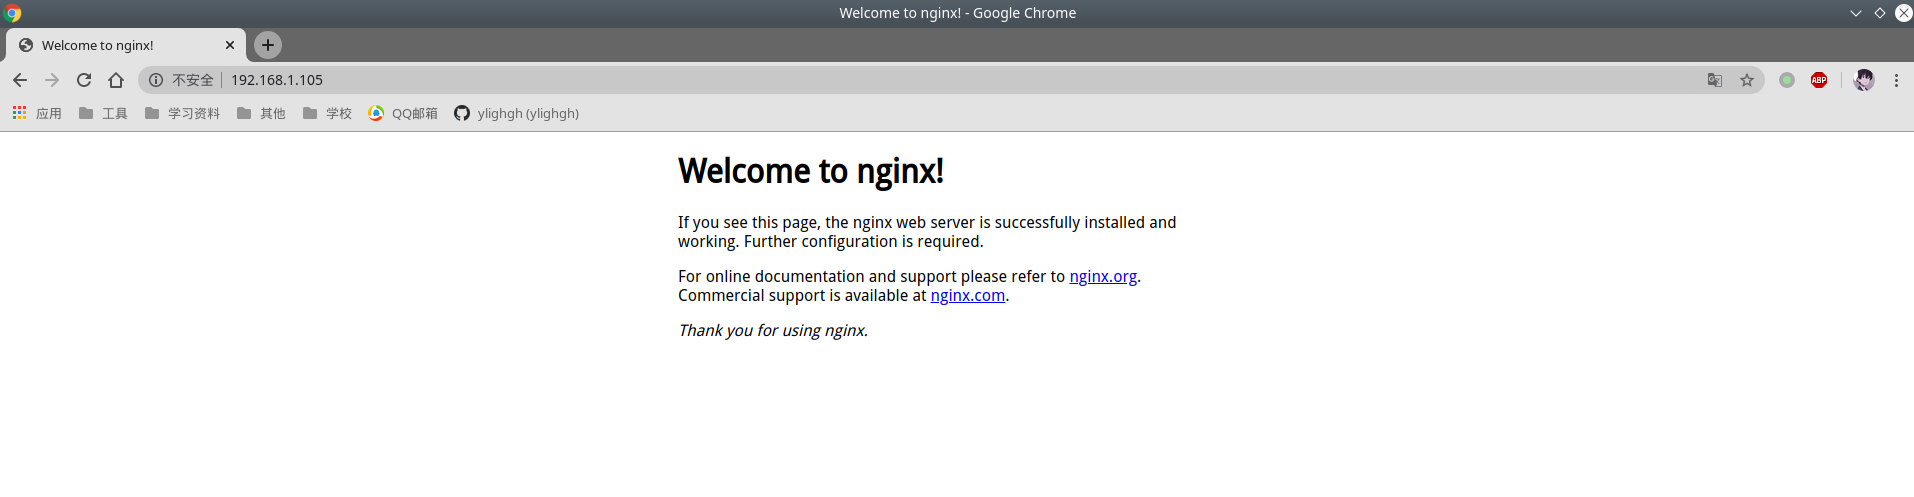 Welcome to nginx! - Google Chrome
Welcome to nginx!
不安全 192.168.1.105
ABP
应用 工具 学习资料 其他 学校 QQ邮箱 ylighgh (ylighgh)
Welcome to nginx!
If you see this page, the nginx web server is successfully installed and
working. Further configuration is required.
For online documentation and support please refer to nginx.org.
Commercial support is available at nginx.com.
Thank you for using nginx.